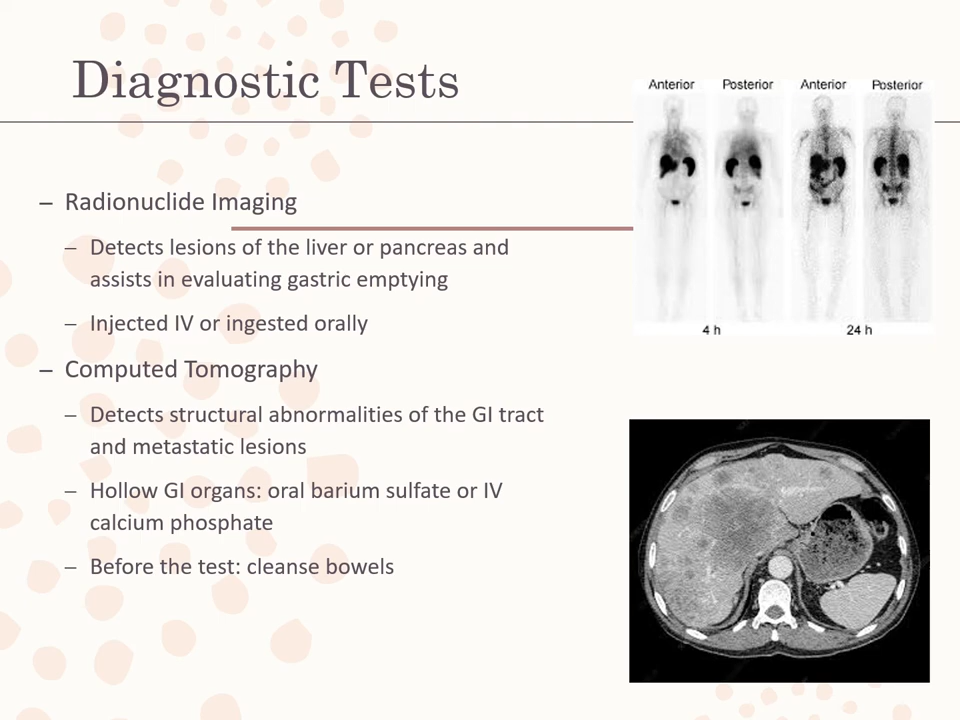 Diagnostic Tests
– Radionuclide Imaging
– Detects lesions of the liver or pancreas and
assists in evaluating gastric emptying
– Injected IV or ingested orally
– Computed Tomography
– Detects structural abnormalities of the GI tract
and metastatic lesions
– Hollow GI organs: oral barium sulfate or IV
calcium phosphate
– Before the test: cleanse bowels
Anterior Posterior Anterior Posterior
4 h 24 h